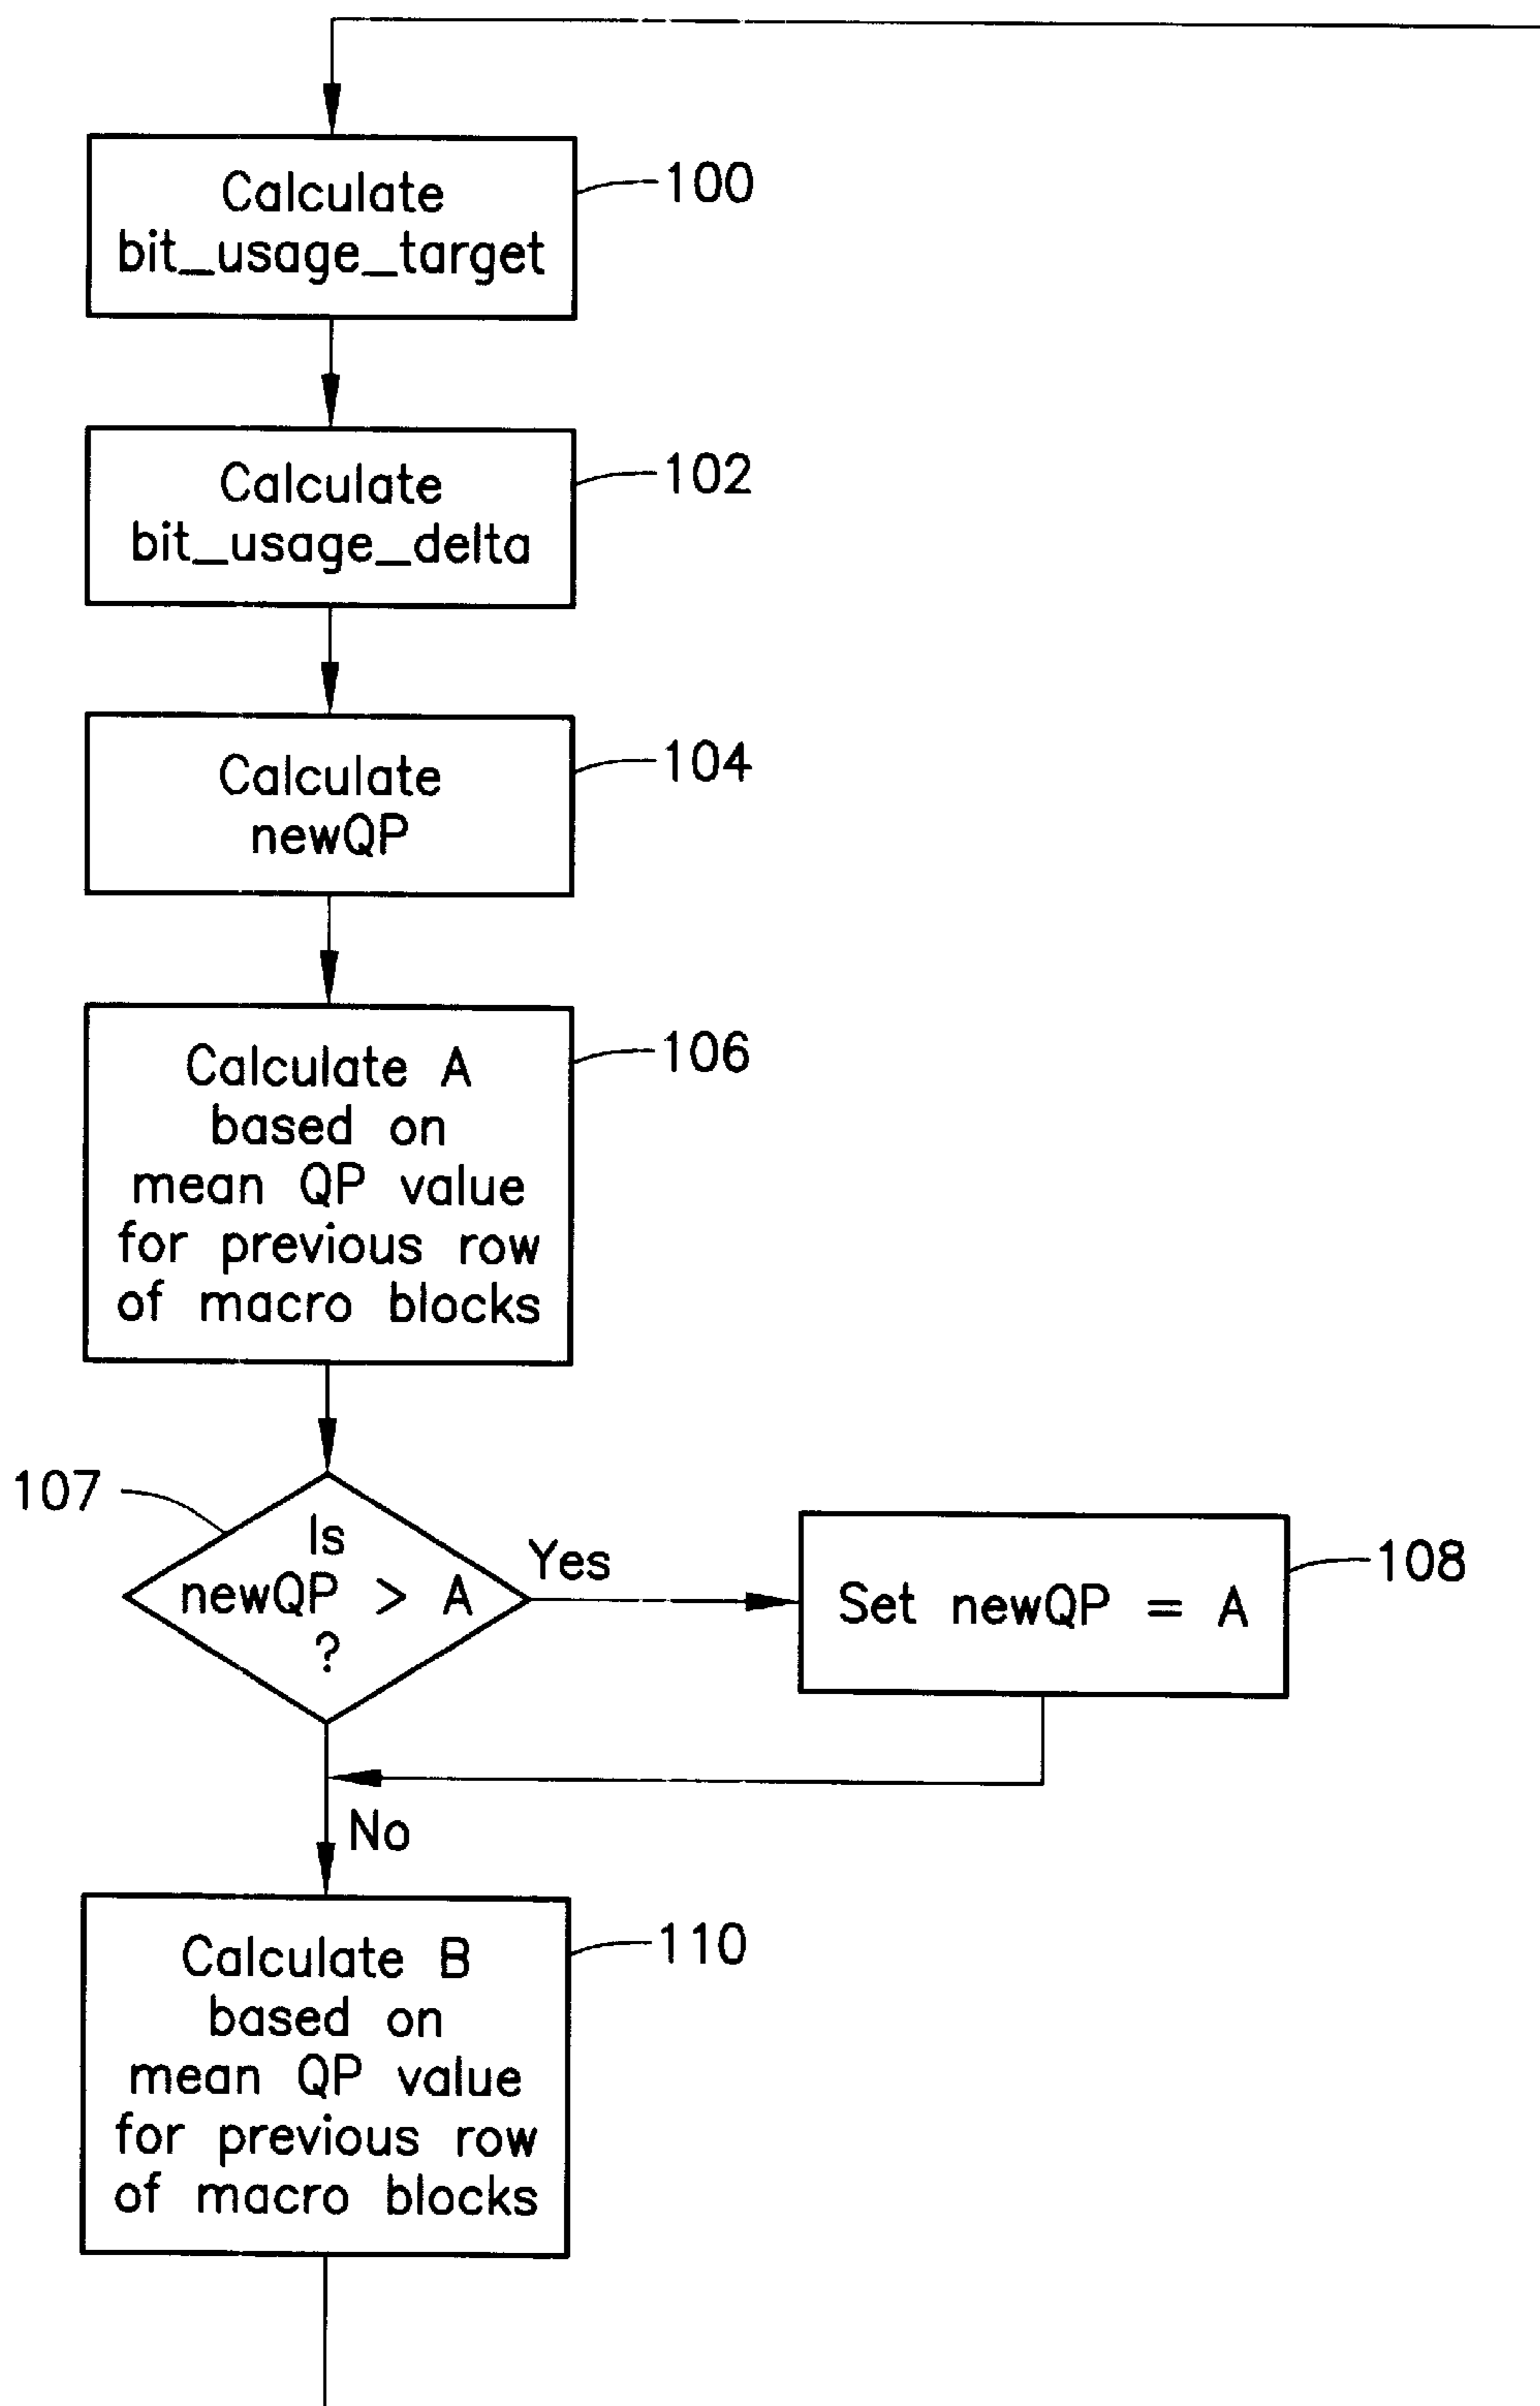 Calculate
bit_usage_target
100
Calculate
bit_usage_delta
102
Calculate
newQP
104
Calculate A
based on
mean QP value
for previous row
of macro blocks
106
107
Is
newQP > A
?
Yes
Set newQP = A
108
No
Calculate B
based on
mean QP value
for previous row
of macro blocks
110